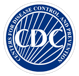 CENTERS FOR DISEASE CONTROL AND PREVENTION
CDC